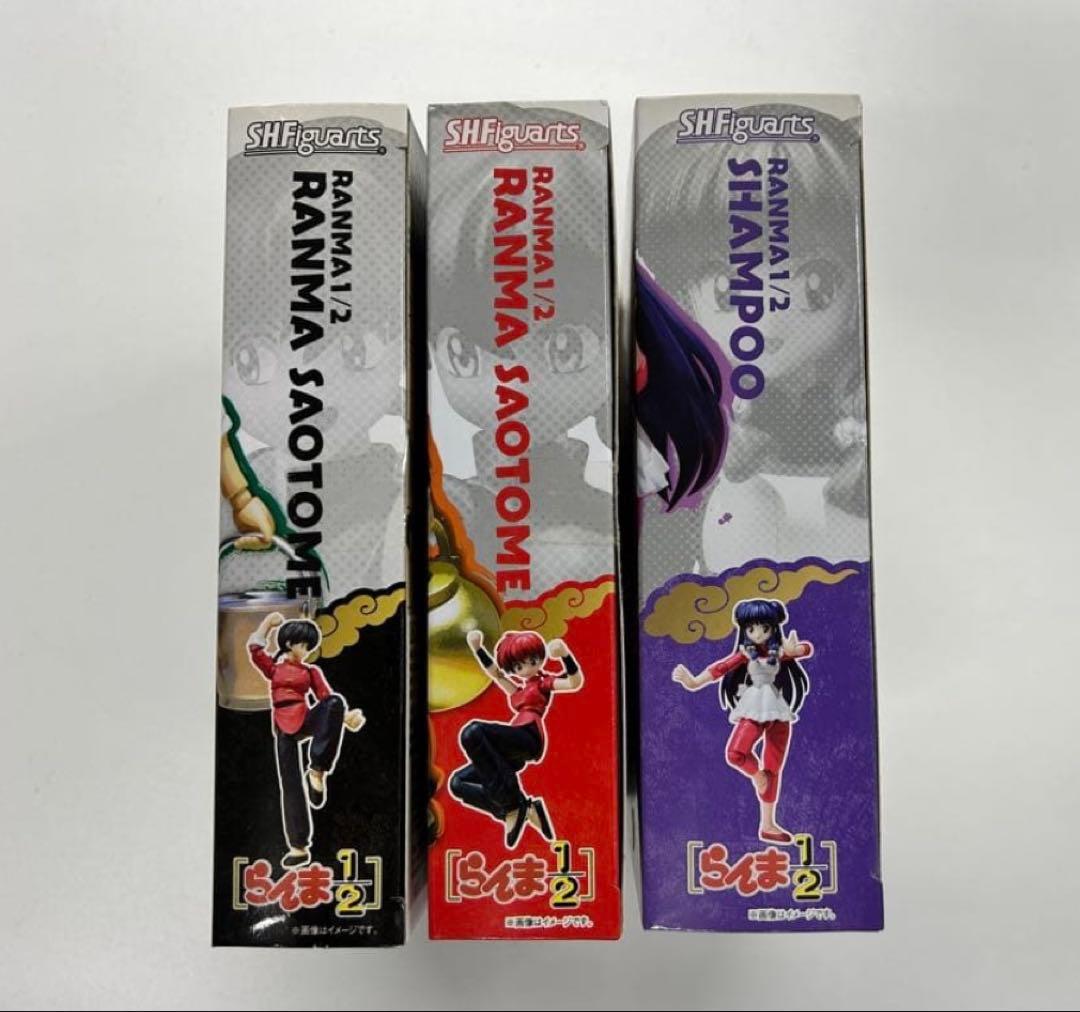 SHFiguarts
RANMA 1/2
RANMA SAOTOME
[らんま1/2]
※画像はイメージです。
SHFiguarts
RANMA 1/2
RANMA SAOTOME
[らんま1/2]
※画像はイメージです。
SHFiguarts
RANMA 1/2
SHAMPOO
[らんま1/2]
※画像はイメージです。